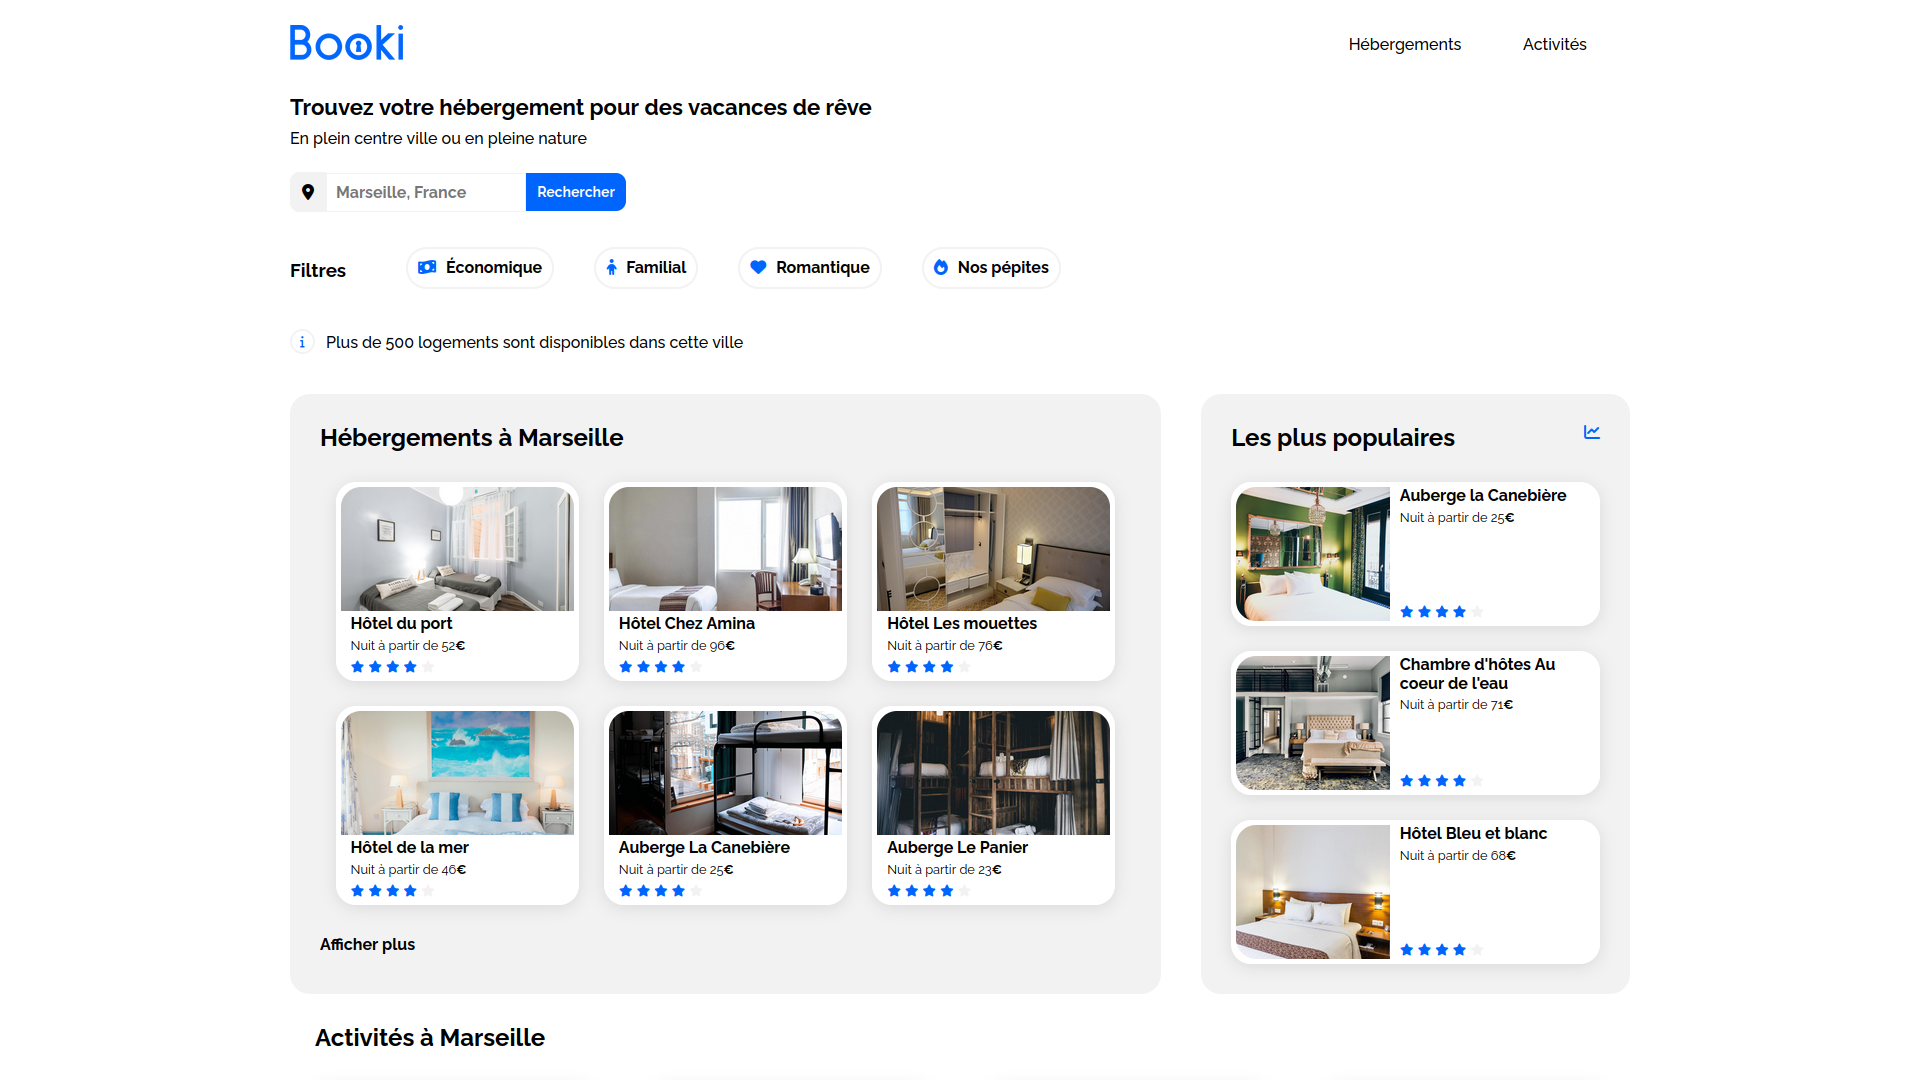 Booki
Hébergements
Activités
Trouvez votre hébergement pour des vacances de rêve
En plein centre ville ou en pleine nature
Marseille, France
Rechercher
Filtres
Économique
Familial
Romantique
Nos pépites
Plus de 500 logements sont disponibles dans cette ville
Hébergements à Marseille
Hôtel du port
Nuit à partir de 52€
Hôtel Chez Amina
Nuit à partir de 96€
Hôtel Les mouettes
Nuit à partir de 76€
Hôtel de la mer
Nuit à partir de 46€
Auberge La Canebière
Nuit à partir de 25€
Auberge Le Panier
Nuit à partir de 23€
Afficher plus
Les plus populaires
Auberge la Canebière
Nuit à partir de 25€
Chambre d'hôtes Au
coeur de l'eau
Nuit à partir de 71€
Hôtel Bleu et blanc
Nuit à partir de 68€
Activités à Marseille